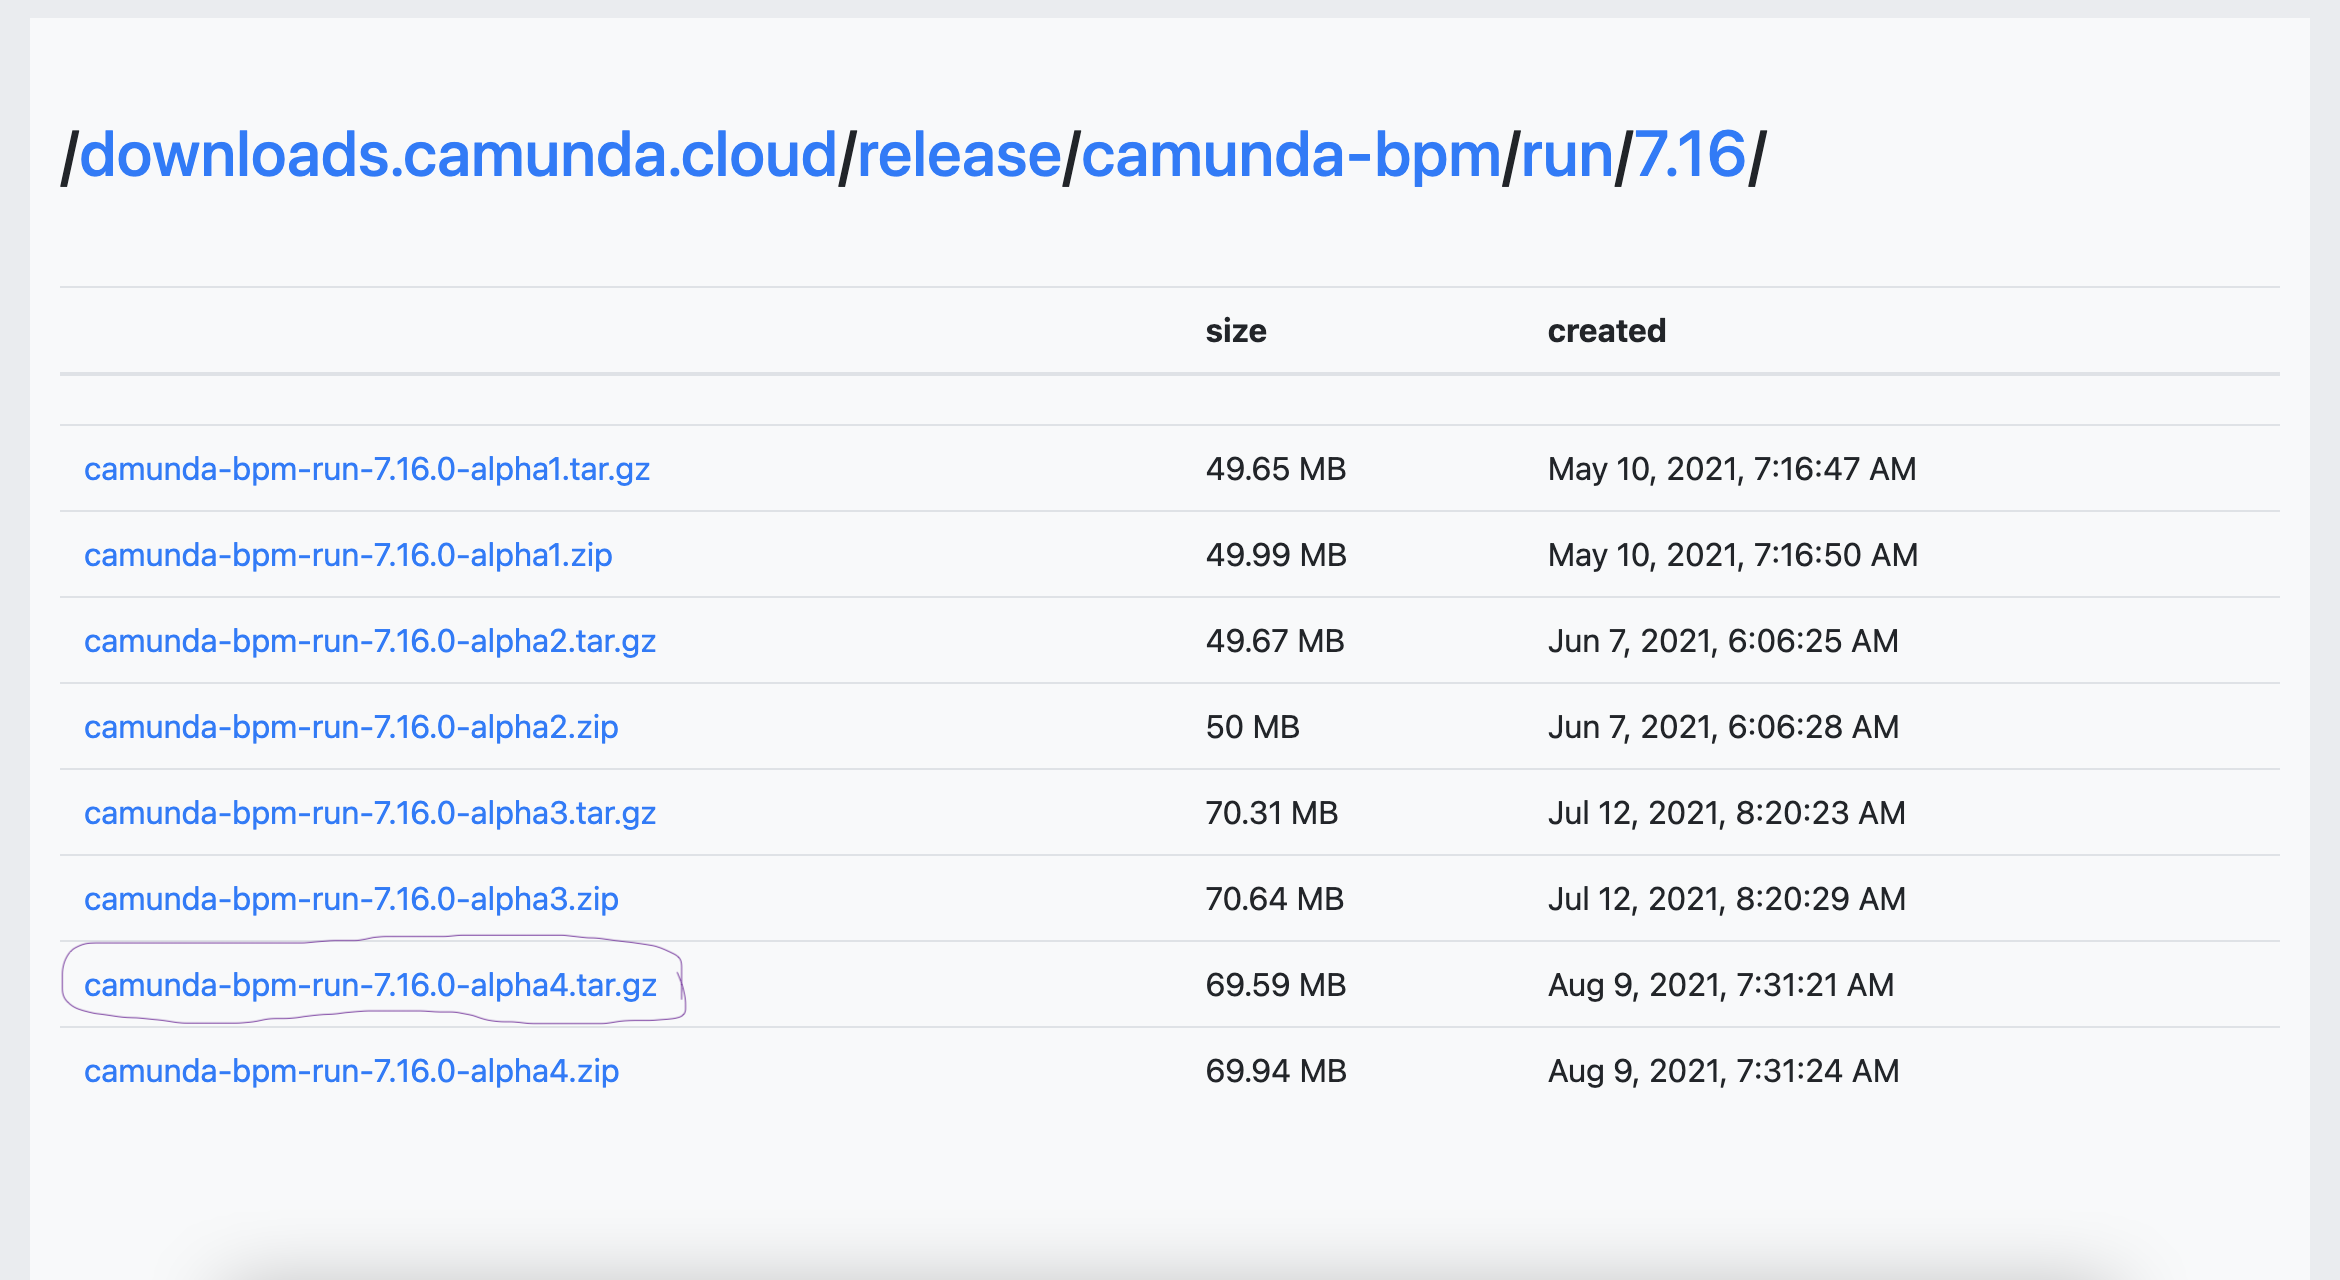 /downloads.camunda.cloud/release/camunda-bpm/run/7.16/
size created
camunda-bpm-run-7.16.0-alpha1.tar.gz 49.65 MB May 10, 2021, 7:16:47 AM
camunda-bpm-run-7.16.0-alpha1.zip 49.99 MB May 10, 2021, 7:16:50 AM
camunda-bpm-run-7.16.0-alpha2.tar.gz 49.67 MB Jun 7, 2021, 6:06:25 AM
camunda-bpm-run-7.16.0-alpha2.zip 50 MB Jun 7, 2021, 6:06:28 AM
camunda-bpm-run-7.16.0-alpha3.tar.gz 70.31 MB Jul 12, 2021, 8:20:23 AM
camunda-bpm-run-7.16.0-alpha3.zip 70.64 MB Jul 12, 2021, 8:20:29 AM
camunda-bpm-run-7.16.0-alpha4.tar.gz 69.59 MB Aug 9, 2021, 7:31:21 AM
camunda-bpm-run-7.16.0-alpha4.zip 69.94 MB Aug 9, 2021, 7:31:24 AM